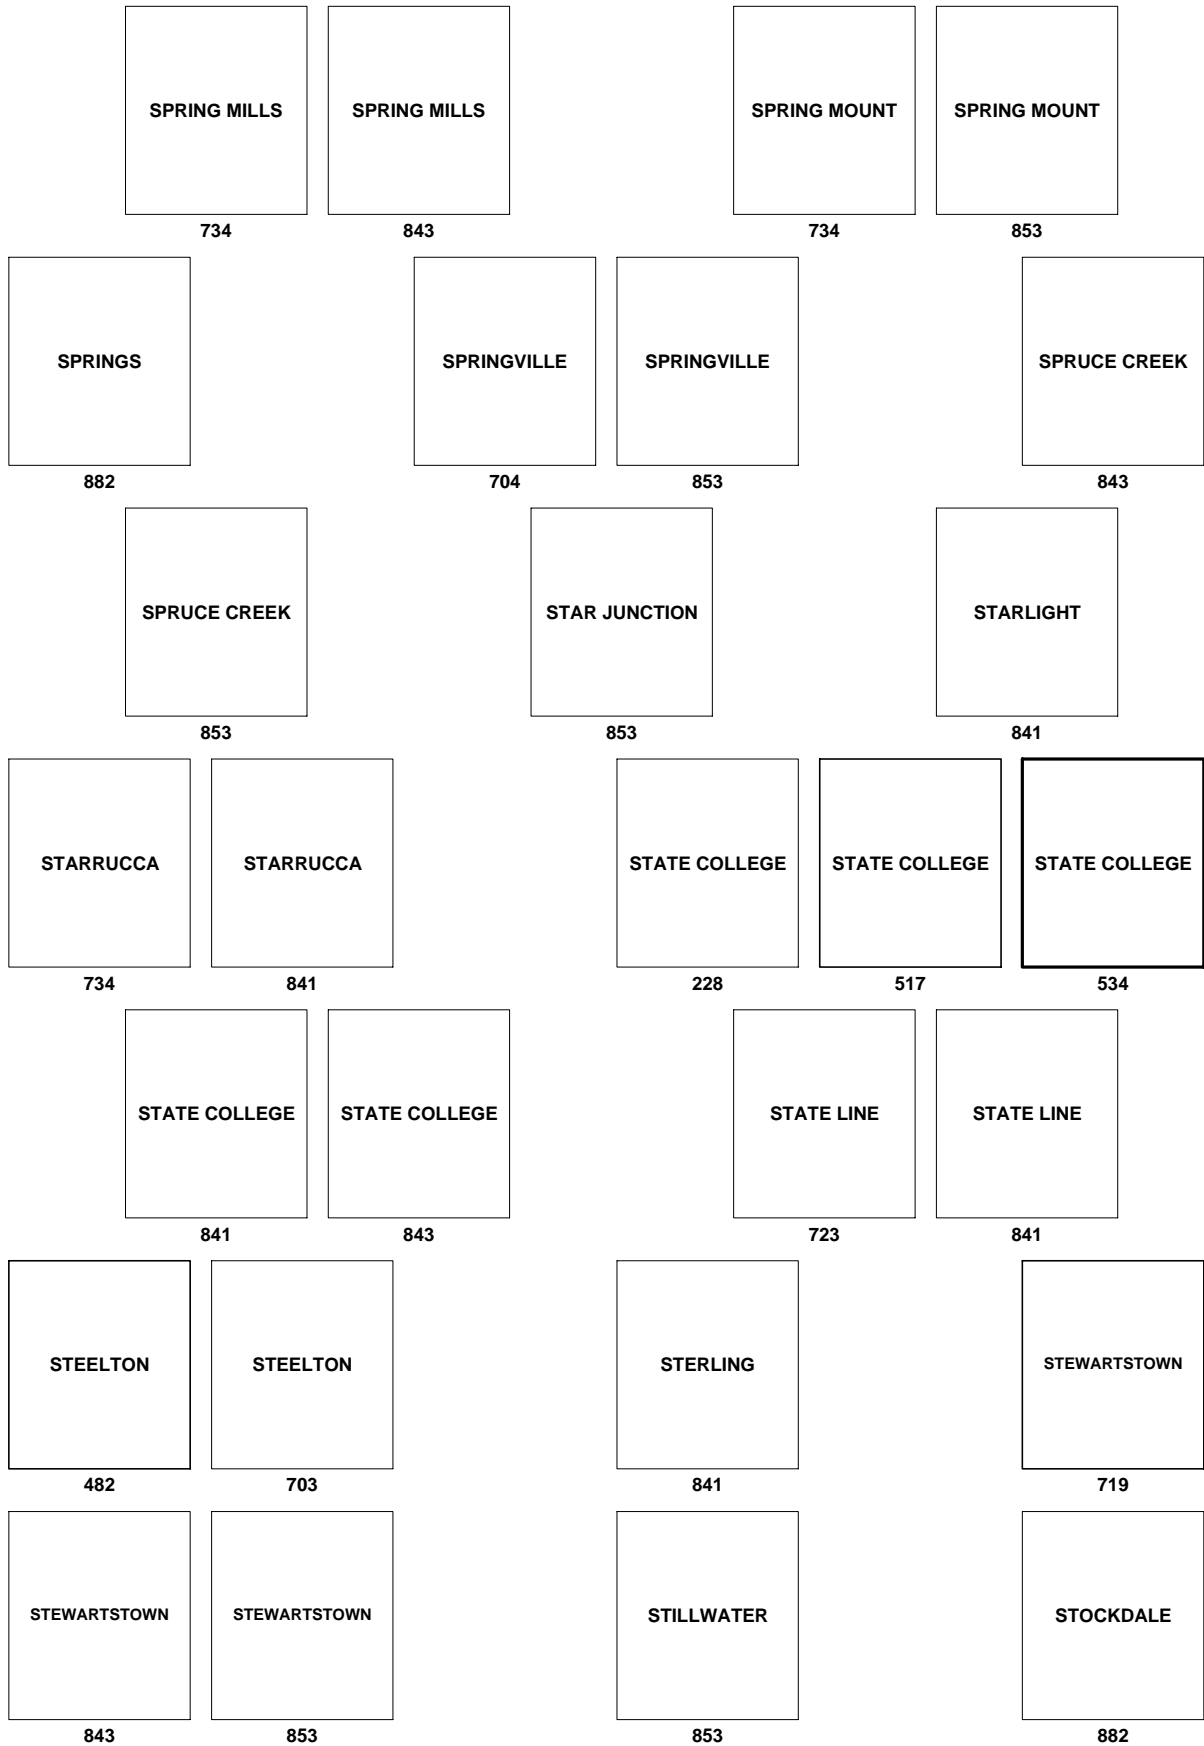 SPRING MILLS SPRING MILLS SPRING MOUNT SPRING MOUNT
734 843 734 853
SPRINGS SPRINGVILLE SPRINGVILLE SPRUCE CREEK
882 704 853 843
SPRUCE CREEK STAR JUNCTION STARLIGHT
853 853 841
STARRUCCA STARRUCCA STATE COLLEGE STATE COLLEGE STATE COLLEGE
734 841 228 517 534
STATE COLLEGE STATE COLLEGE STATE LINE STATE LINE
841 843 723 841
STEELTON STEELTON STERLING STEWARTSTOWN
482 703 841 719
STEWARTSTOWN STEWARTSTOWN STILLWATER STOCKDALE
843 853 853 882